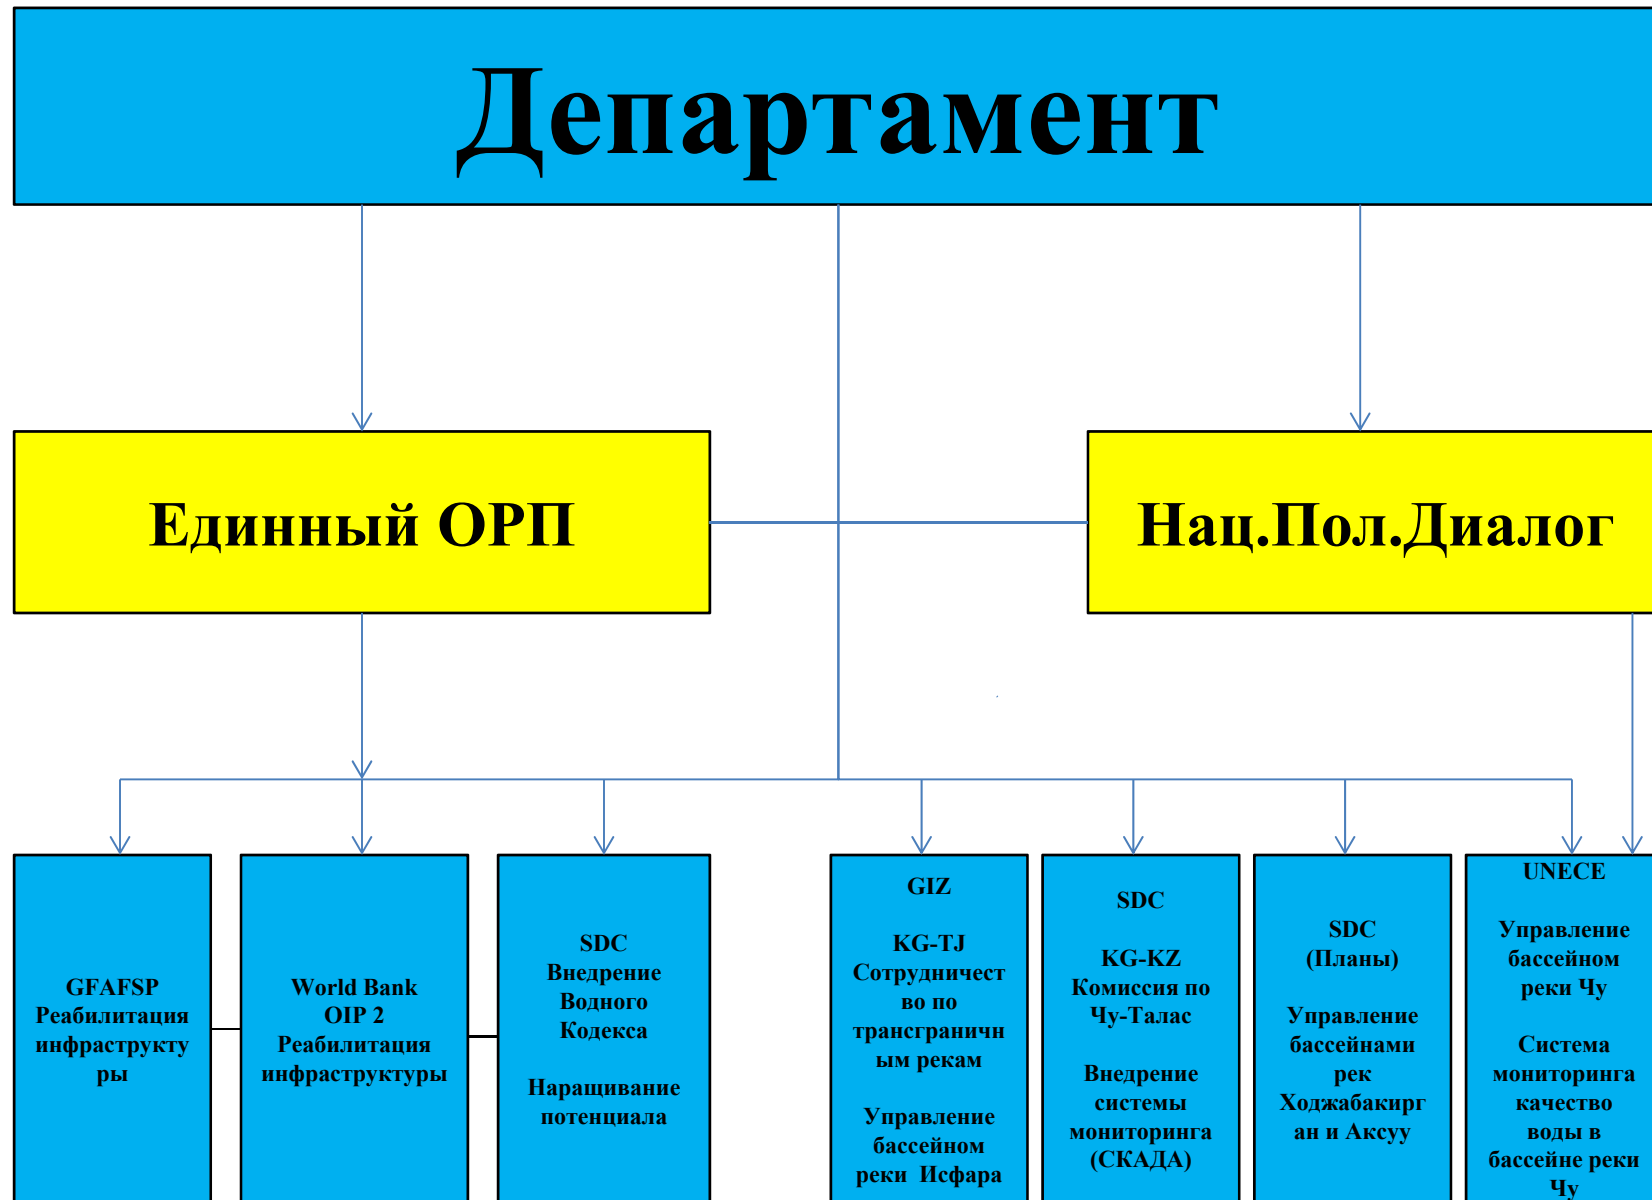 Департамент
Единный ОРП
Нац.Пол.Диалог
GFAFSP
Реабилитация
инфраструкту
ры
World Bank
OIP 2
Реабилитация
инфраструктуры
SDC
Внедрение
Водного
Кодекса
Наращивание
потенциала
GIZ
KG-TJ
Сотрудничест
во по
трансграничн
ым рекам
Управление
бассейном
реки Исфара
SDC
KG-KZ
Комиссия по
Чу-Талас
Внедрение
системы
мониторинга
(СКАДА)
SDC
(Планы)
Управление
бассейнами
рек
Ходжабакирг
ан и Аксуу
UNECE
Управление
бассейном
реки Чу
Система
мониторинга
качество
воды в
бассейне реки
Чу